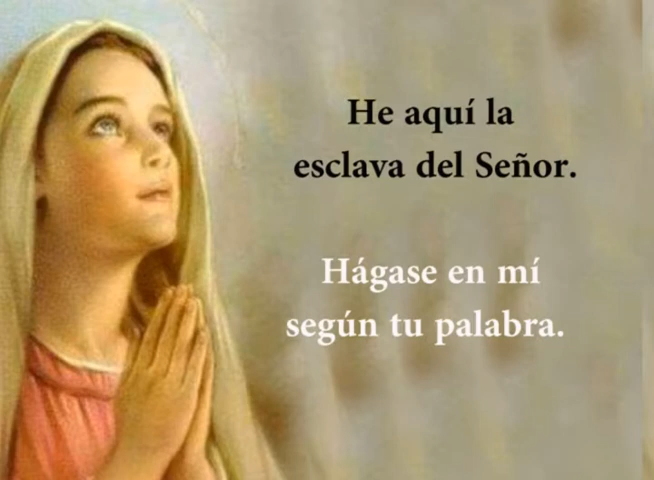 He aquí la
esclava del Señor.
Hágase en mí
según tu palabra.